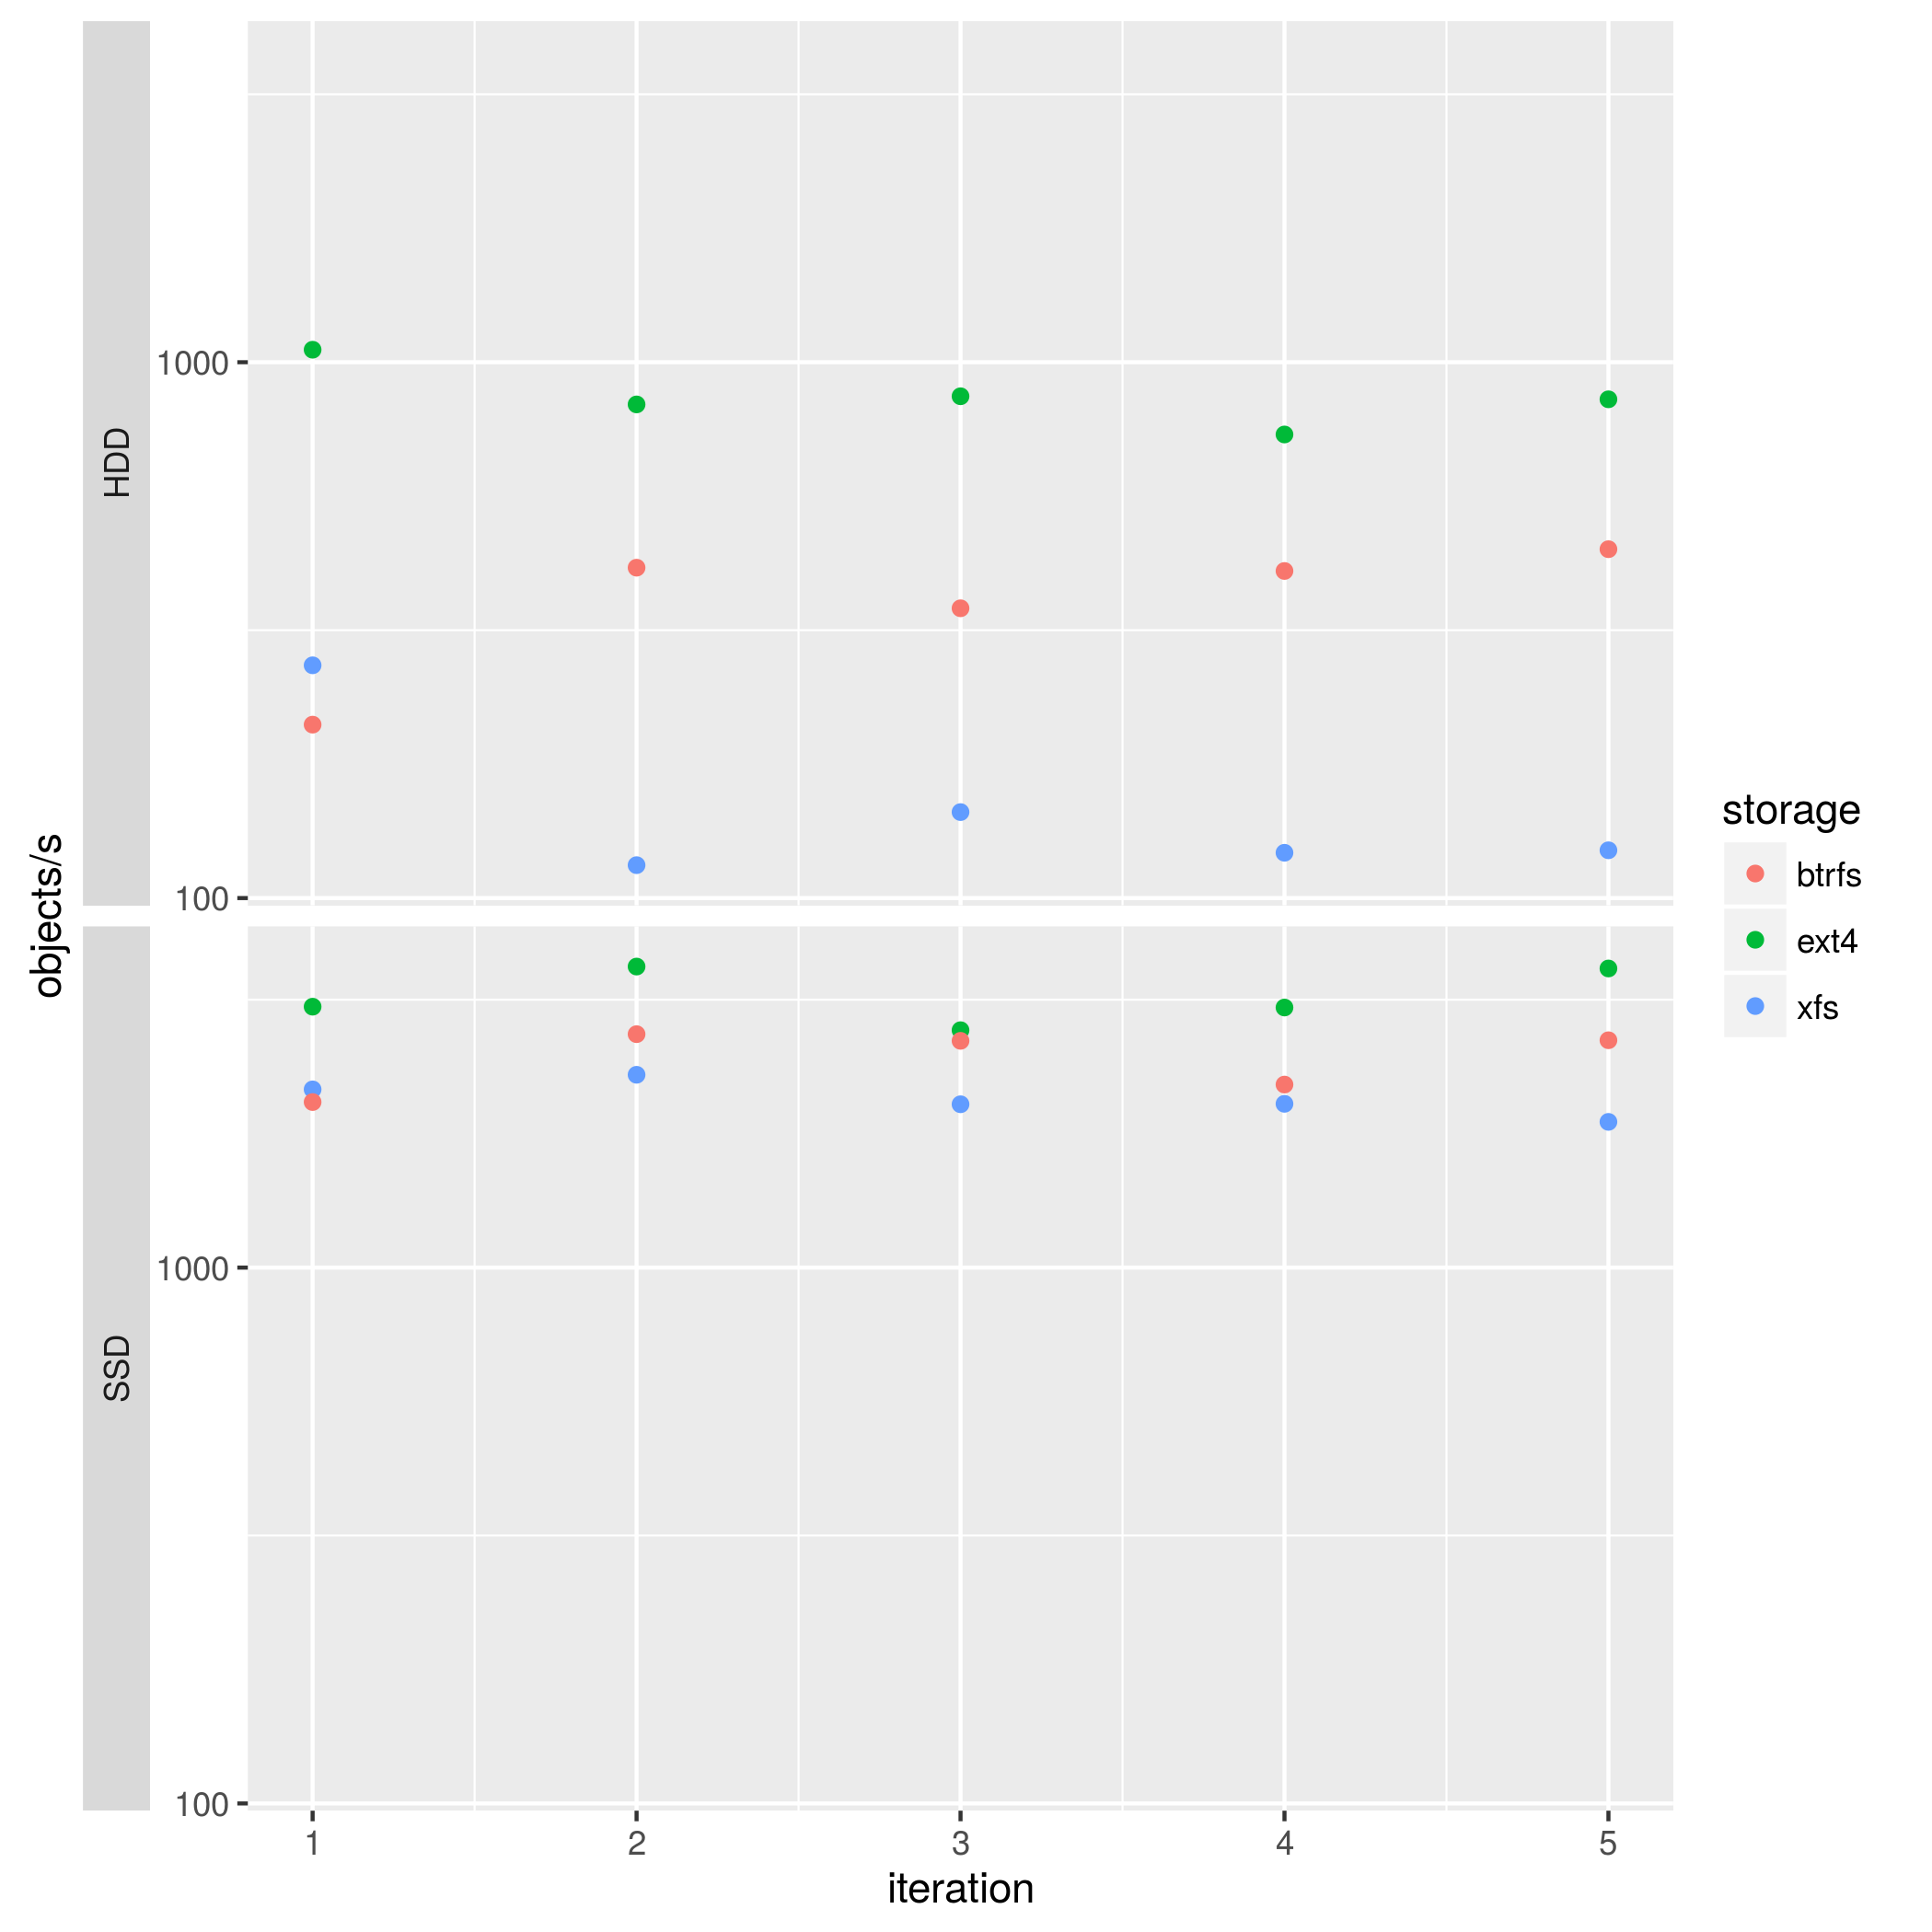 objects/s
HDD
1000
100
SSD
1000
100
1 2 3 4 5
iteration
storage
btrfs
ext4
xfs